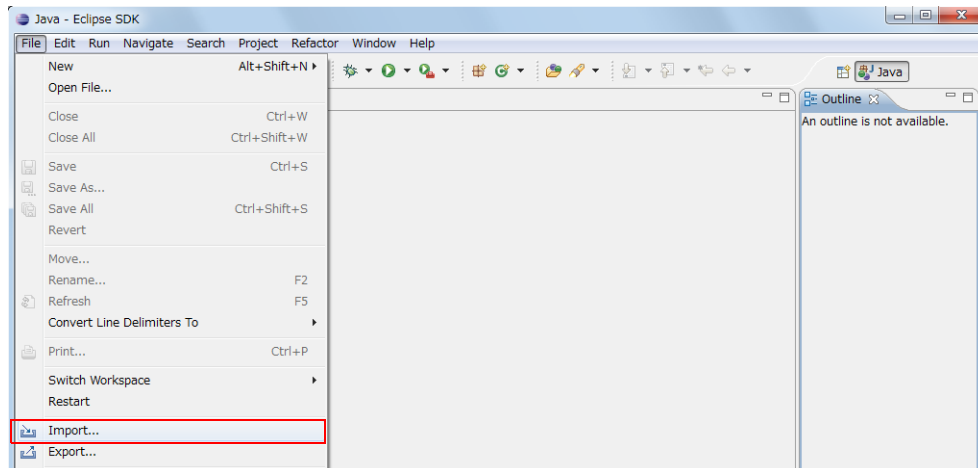 Java - Eclipse SDK
File Edit Run Navigate Search Project Refactor Window Help
New Alt+Shift+N
Open File...
Close Ctrl+W
Close All Ctrl+Shift+W
Save Ctrl+S
Save As...
Save All Ctrl+Shift+S
Revert
Move...
Rename... F2
Refresh F5
Convert Line Delimiters To
Print... Ctrl+P
Switch Workspace
Restart
Import...
Export...
Java
Outline
An outline is not available.